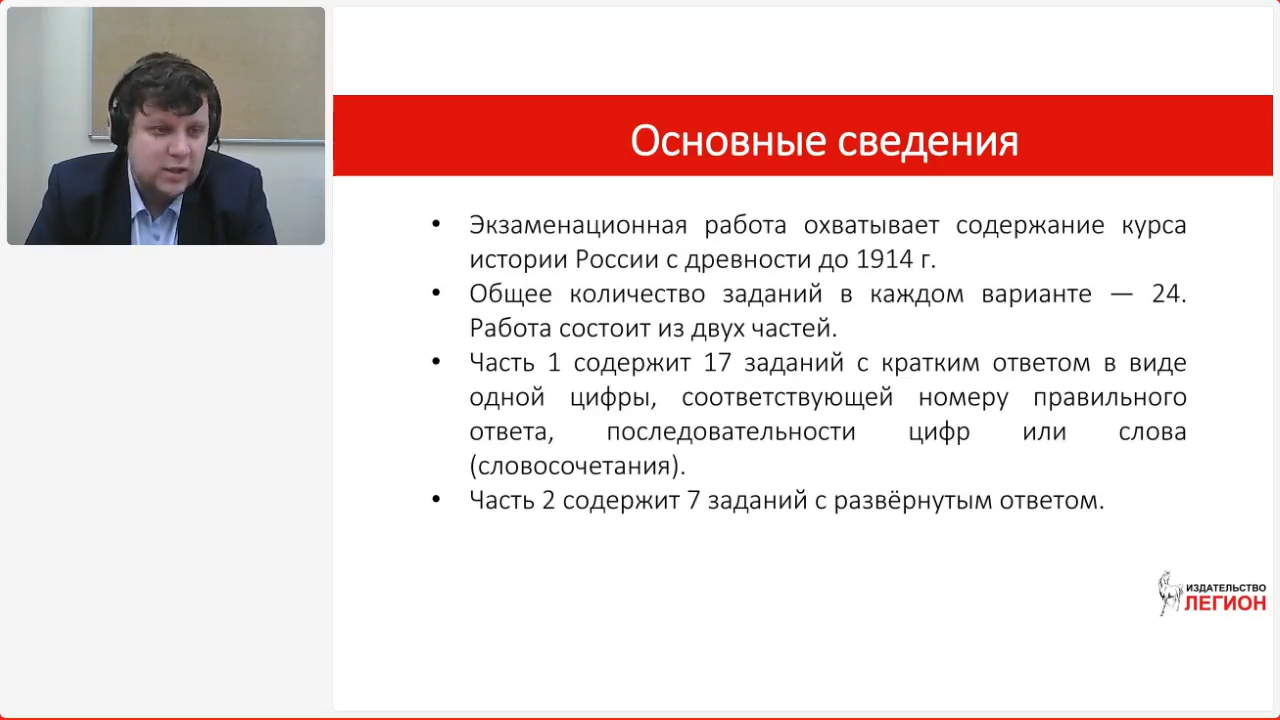 Основные сведения
• Экзаменационная работа охватывает содержание курса
истории России с древности до 1914 г.
• Общее количество заданий в каждом варианте — 24.
Работа состоит из двух частей.
• Часть 1 содержит 17 заданий с кратким ответом в виде
одной цифры, соответствующей номеру правильного
ответа, последовательности цифр или слова
(словосочетания).
• Часть 2 содержит 7 заданий с развёрнутым ответом.
ИЗДАТЕЛЬСТВО
ЛЕГИОН